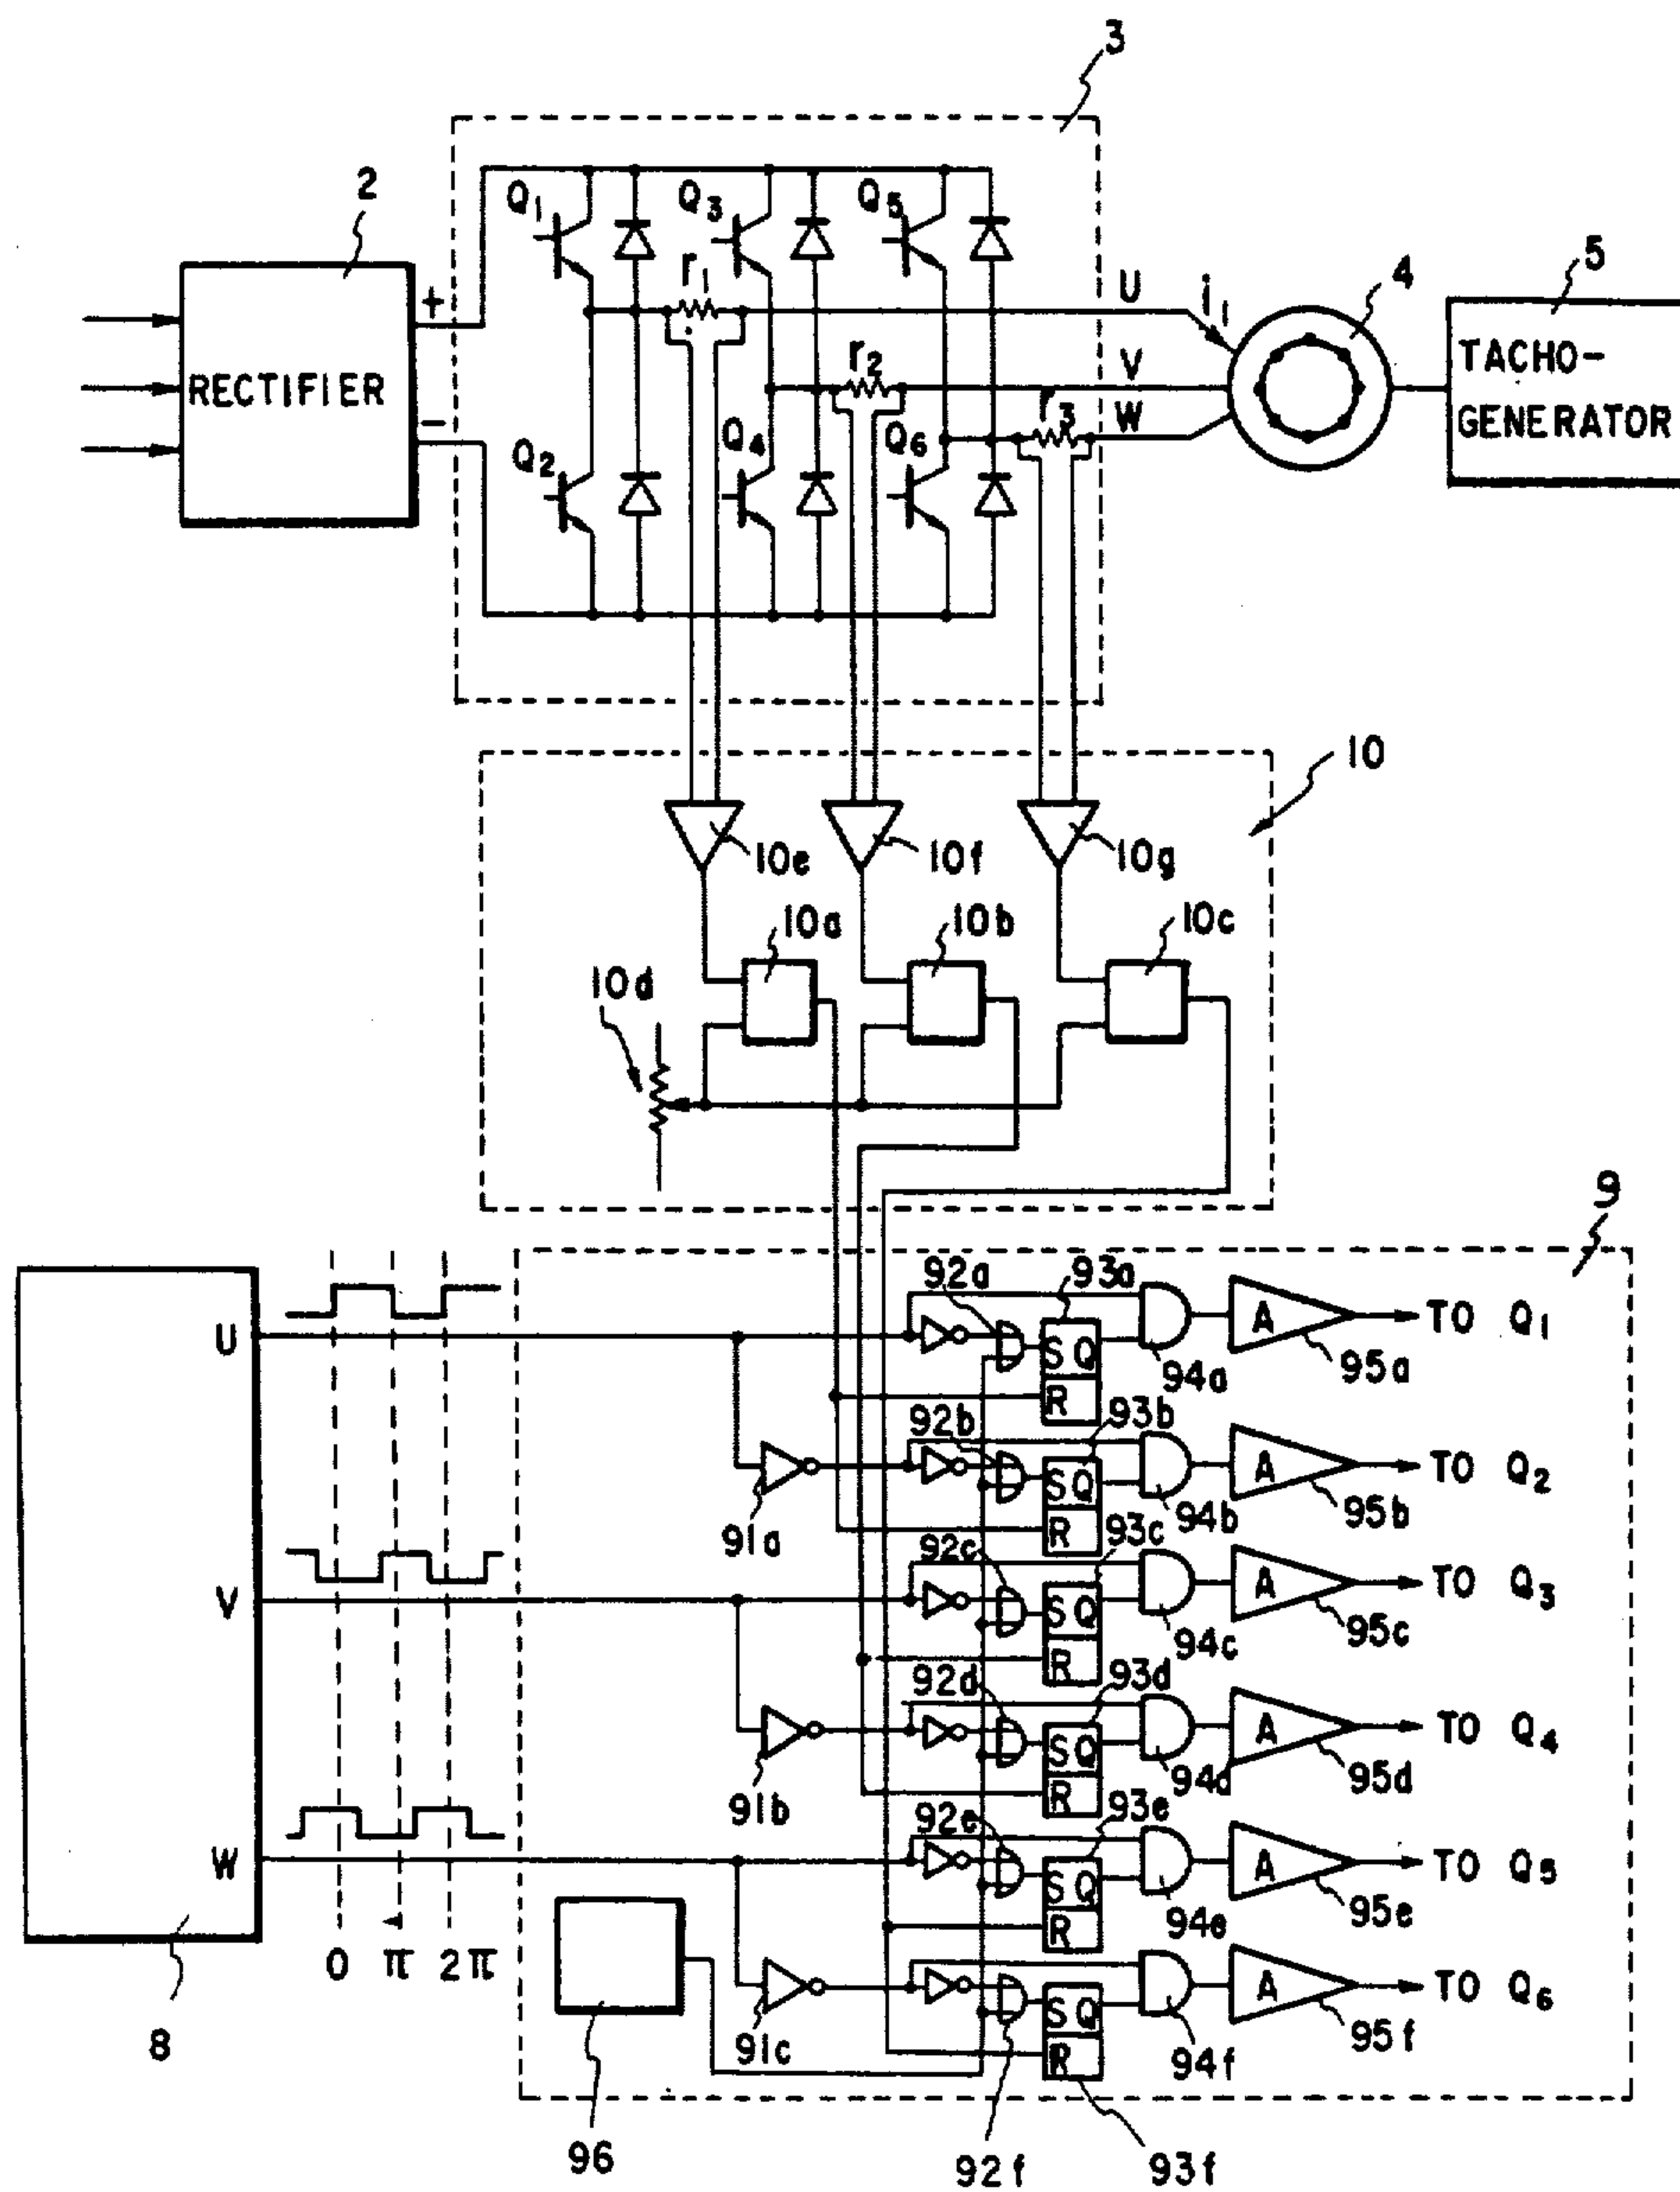 3
2
Q1
Q3
Q5
5
r1
U
i1
4
+
RECTIFIER
r2
V
TACHO-
GENERATOR
-
r3
W
Q2
Q4
Q6
10
10e
10f
10g
10a
10b
10c
10d
9
92a
93a
U
S Q
A
TO Q1
R
94a
95a
92b
93b
S Q
A
TO Q2
91a
R
94b
95b
92c
93c
V
S Q
A
TO Q3
R
94c
95c
92d
93d
S Q
A
TO Q4
91b
R
94d
95d
92e
93e
W
S Q
A
TO Q5
R
94e
95e
0 π 2π
S Q
A
TO Q6
8
91c
R
94f
95f
96
92f
93f